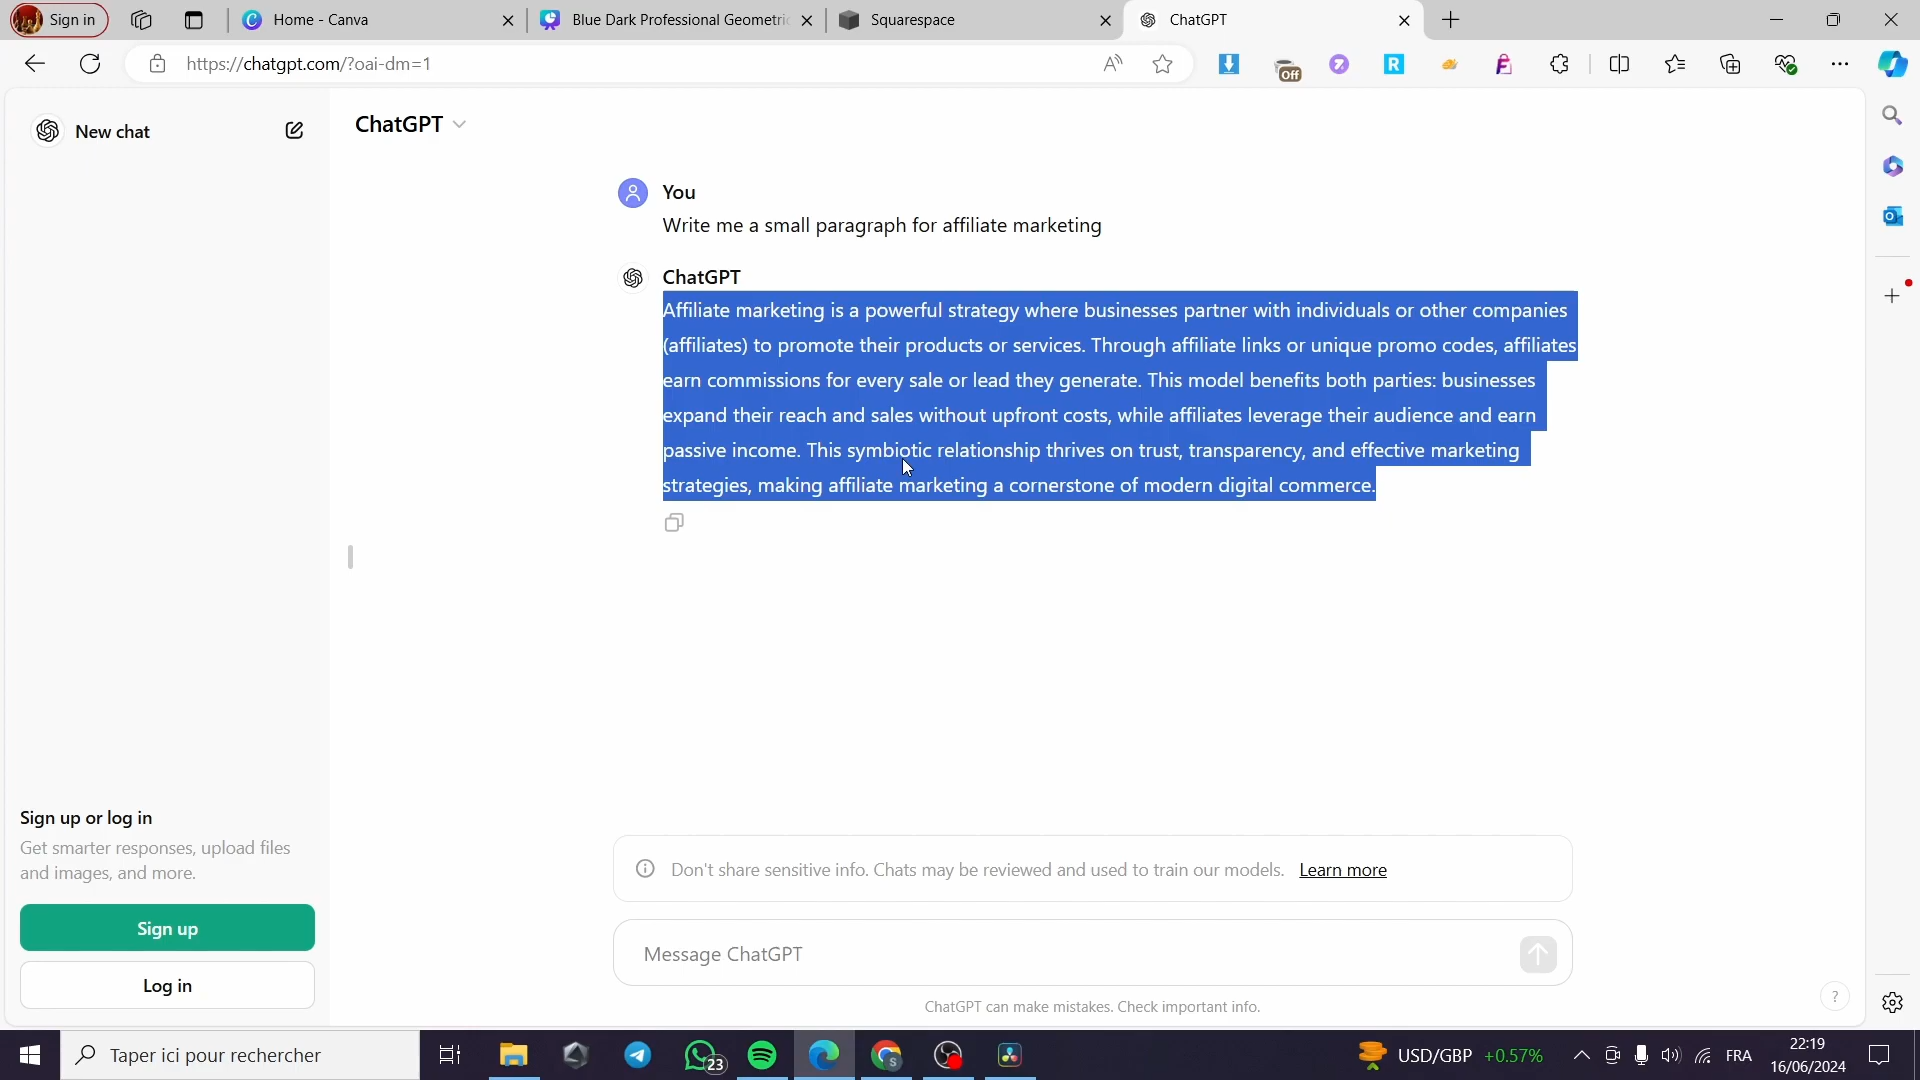 Sign in
Home - Canva
Blue Dark Professional Geometric
Squarespace
ChatGPT
https://chatgpt.com/?oai-dm=1
Off
New chat
ChatGPT
You
Write me a small paragraph for affiliate marketing
ChatGPT
Affiliate marketing is a powerful strategy where businesses partner with individuals or other companies
(affiliates) to promote their products or services. Through affiliate links or unique promo codes, affiliates
earn commissions for every sale or lead they generate. This model benefits both parties: businesses
expand their reach and sales without upfront costs, while affiliates leverage their audience and earn
passive income. This symbiotic relationship thrives on trust, transparency, and effective marketing
strategies, making affiliate marketing a cornerstone of modern digital commerce.
Sign up or log in
Get smarter responses, upload files
and images, and more.
Sign up
Log in
Don't share sensitive info. Chats may be reviewed and used to train our models. Learn more
Message ChatGPT
ChatGPT can make mistakes. Check important info.
?
Taper ici pour rechercher
23
USD/GBP +0.57%
FRA
22:19
16/06/2024